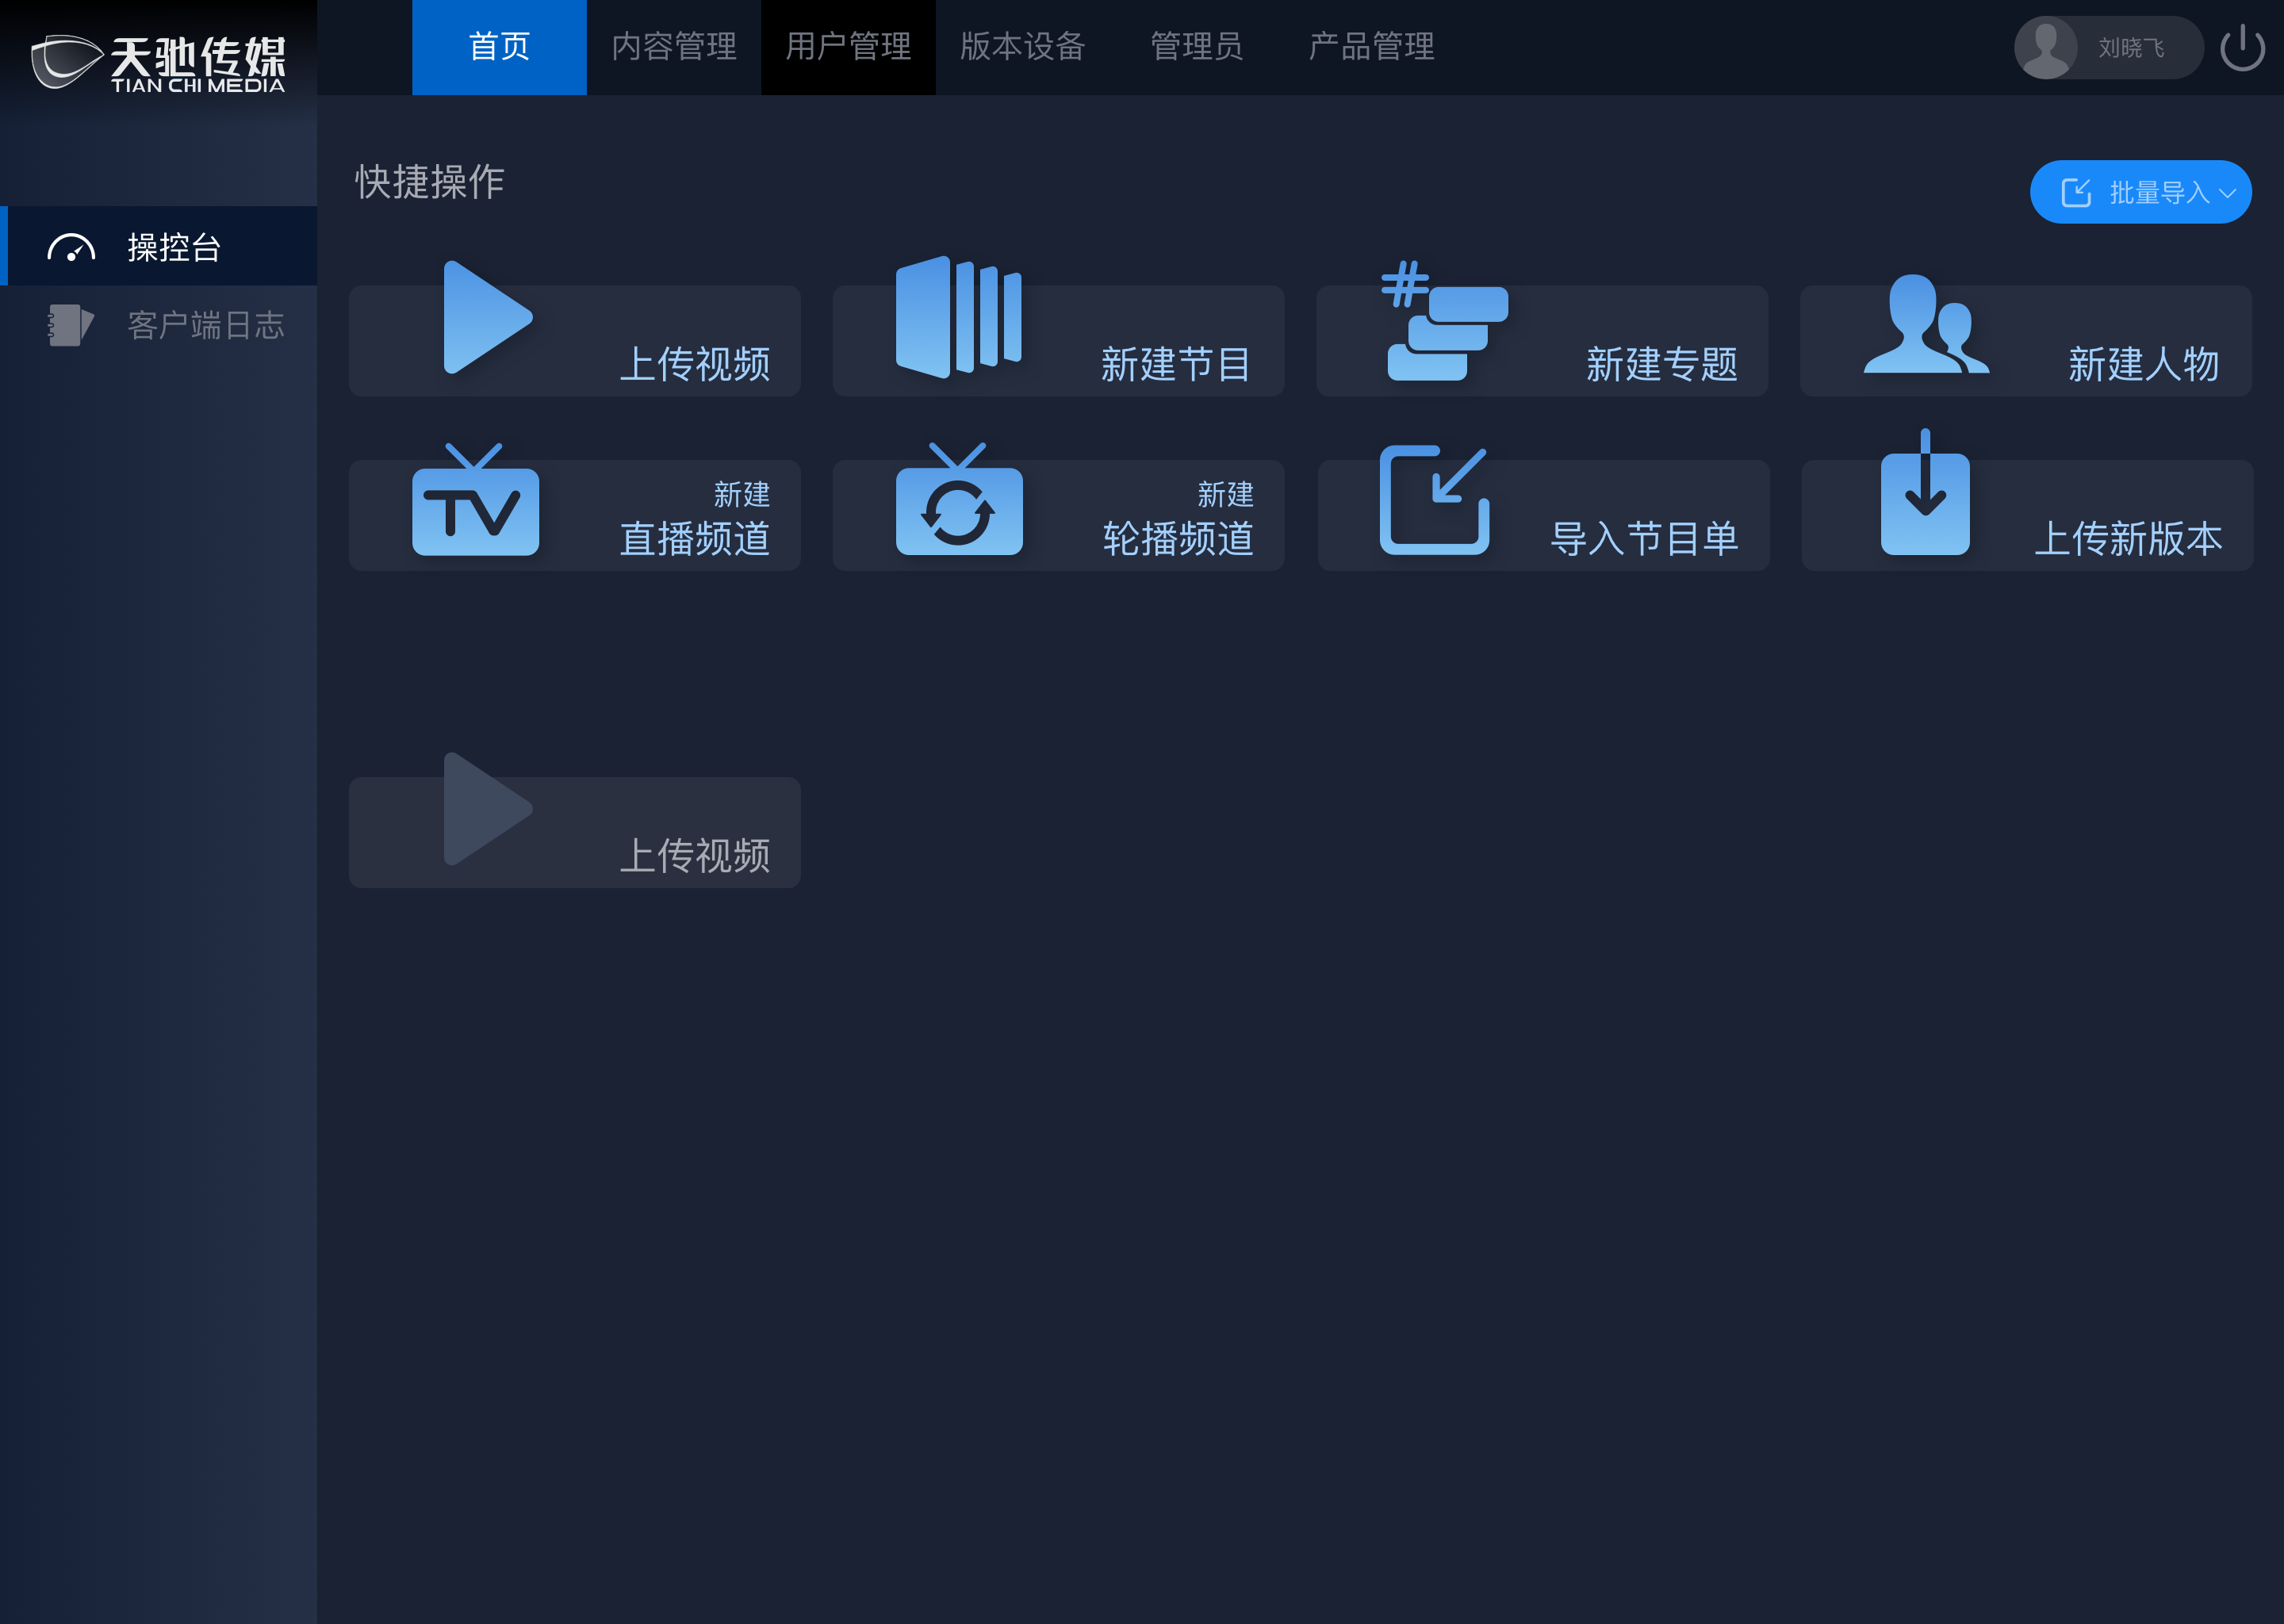 天驰传媒
TIAN CHI MEDIA
首页 内容管理 用户管理 版本设备 管理员 产品管理 刘晓飞
快捷操作
批量导入
操控台
客户端日志
上传视频
新建节目
#
新建专题
新建人物
TV
新建
直播频道
新建
轮播频道
导入节目单
上传新版本
上传视频